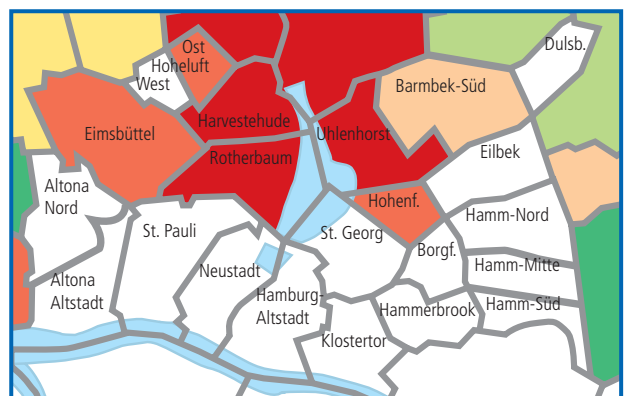 Dulsb.
Ost
Hoheluft
West
Barmbek-Süd
Harvestehude
Uhlenhorst
Eimsbüttel
Rotherbaum
Eilbek
Altona
Nord
Hohenf.
Hamm-Nord
St. Pauli
St. Georg
Borgf.
Neustadt
Hamm-Mitte
Altona
Altstadt
Hamburg-
Altstadt
Hammerbrook
Hamm-Süd
Klostertor